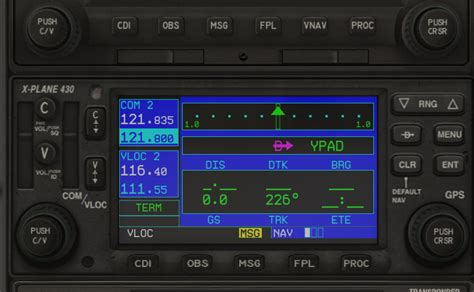 PUSH
C/V
CDI OBS MSG FPL VNAV PROC
PUSH
CRSR
X-PLANE 430
C
PWR
VOL/PUSH
SQ
V
VOL/PUSH
ID
COM/
VLOC
PUSH
C/V
C
V
COM 2
121.835
121.800
VLOC 2
116.40
111.55
TERM
VLOC
1.0 1.0
YPAD
DIS DTK BRG
_._ ___° ___
0.0 226° __:__
GS TRK ETE
MSG NAV
RNG
D
MENU
CLR ENT
DEFAULT
NAV
GPS
PUSH
CRSR
CDI OBS MSG FPL PROC
TRANSPONDER